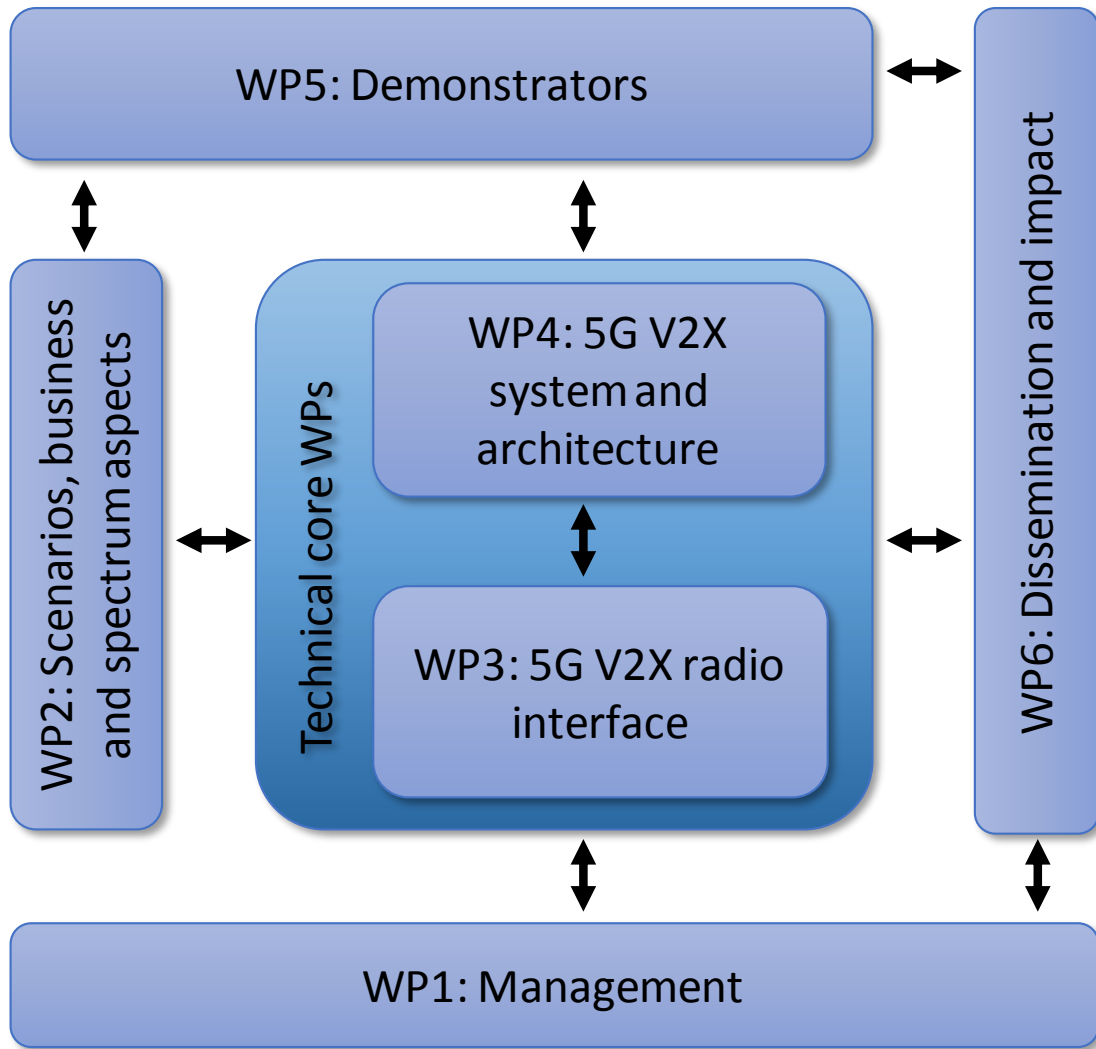 WP5: Demonstrators
WP2: Scenarios, business
and spectrum aspects
Technical core WPs
WP4: 5G V2X
system and
architecture
WP3: 5G V2X radio
interface
WP6: Dissemination and impact
WP1: Management